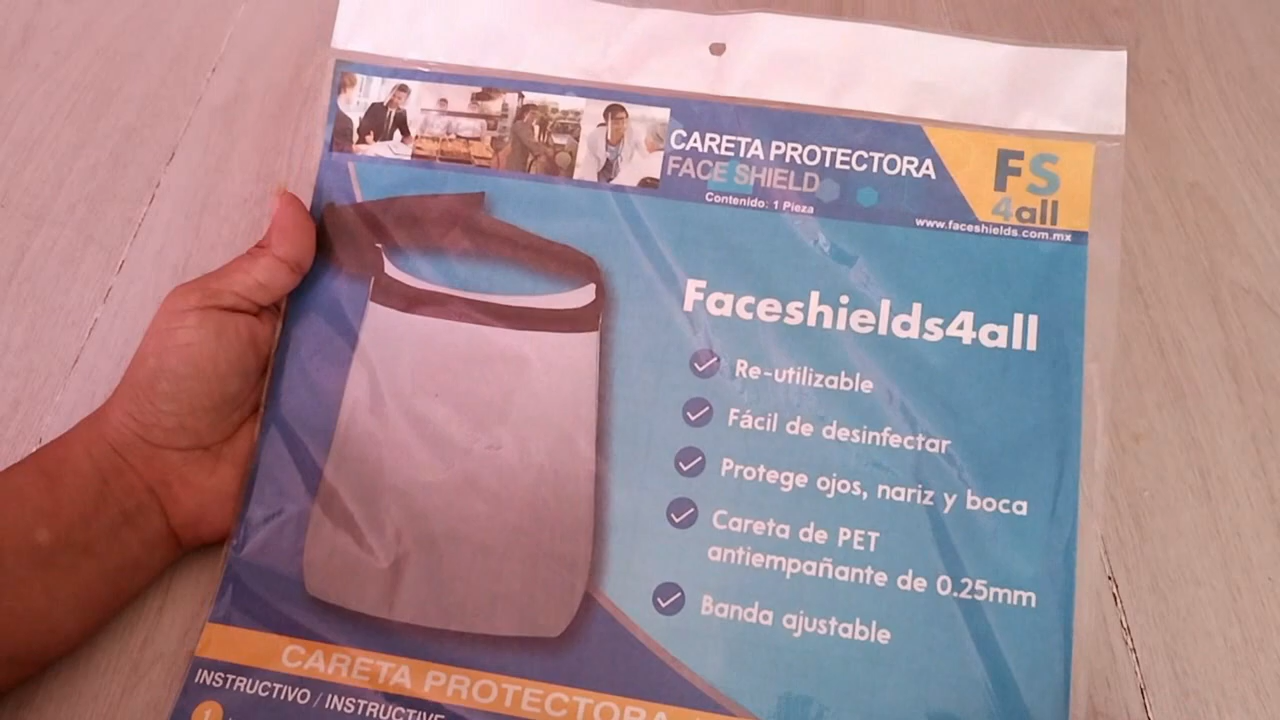 CARETA PROTECTORA
FACE SHIELD
Contenido: 1 Pieza
FS
4all
www.faceshields.com.mx
Faceshields4all
Re-utilizable
Fácil de desinfectar
Protege ojos, nariz y boca
Careta de PET
antiempañante de 0.25mm
Banda ajustable
CARETA PROTECTORA
INSTRUCTIVO / INSTRUCTIVE
1